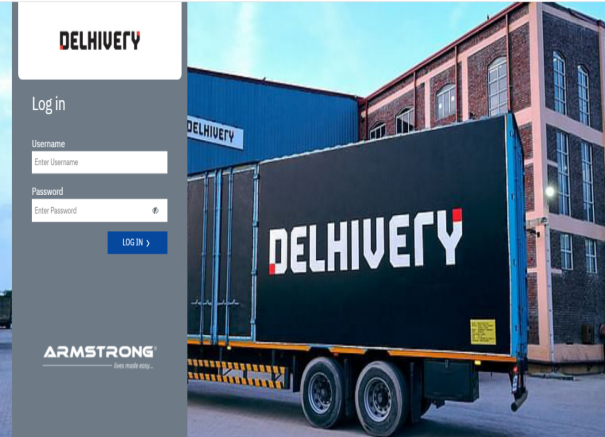 DELHIVERY
Log in
Username
Enter Username
Password
Enter Password
LOG IN
ARMSTRONG
lives made easy...
DELHIVERY
DELHIVERY